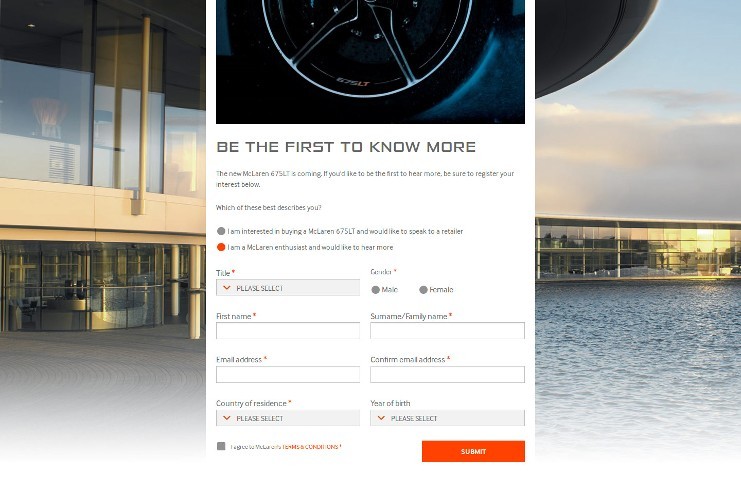 675LT
BE THE FIRST TO KNOW MORE
The new McLaren 675LT is coming. If you'd like to be the first to hear more, be sure to register your
interest below.
Which of these best describes you?
I am interested in buying a McLaren 675LT and would like to speak to a retailer
I am a McLaren enthusiast and would like to hear more
Title *
Gender *
PLEASE SELECT
Male
Female
First name *
Surname/Family name *
Email address *
Confirm email address *
Country of residence *
Year of birth
PLEASE SELECT
PLEASE SELECT
I agree to McLaren's TERMS & CONDITIONS *
SUBMIT